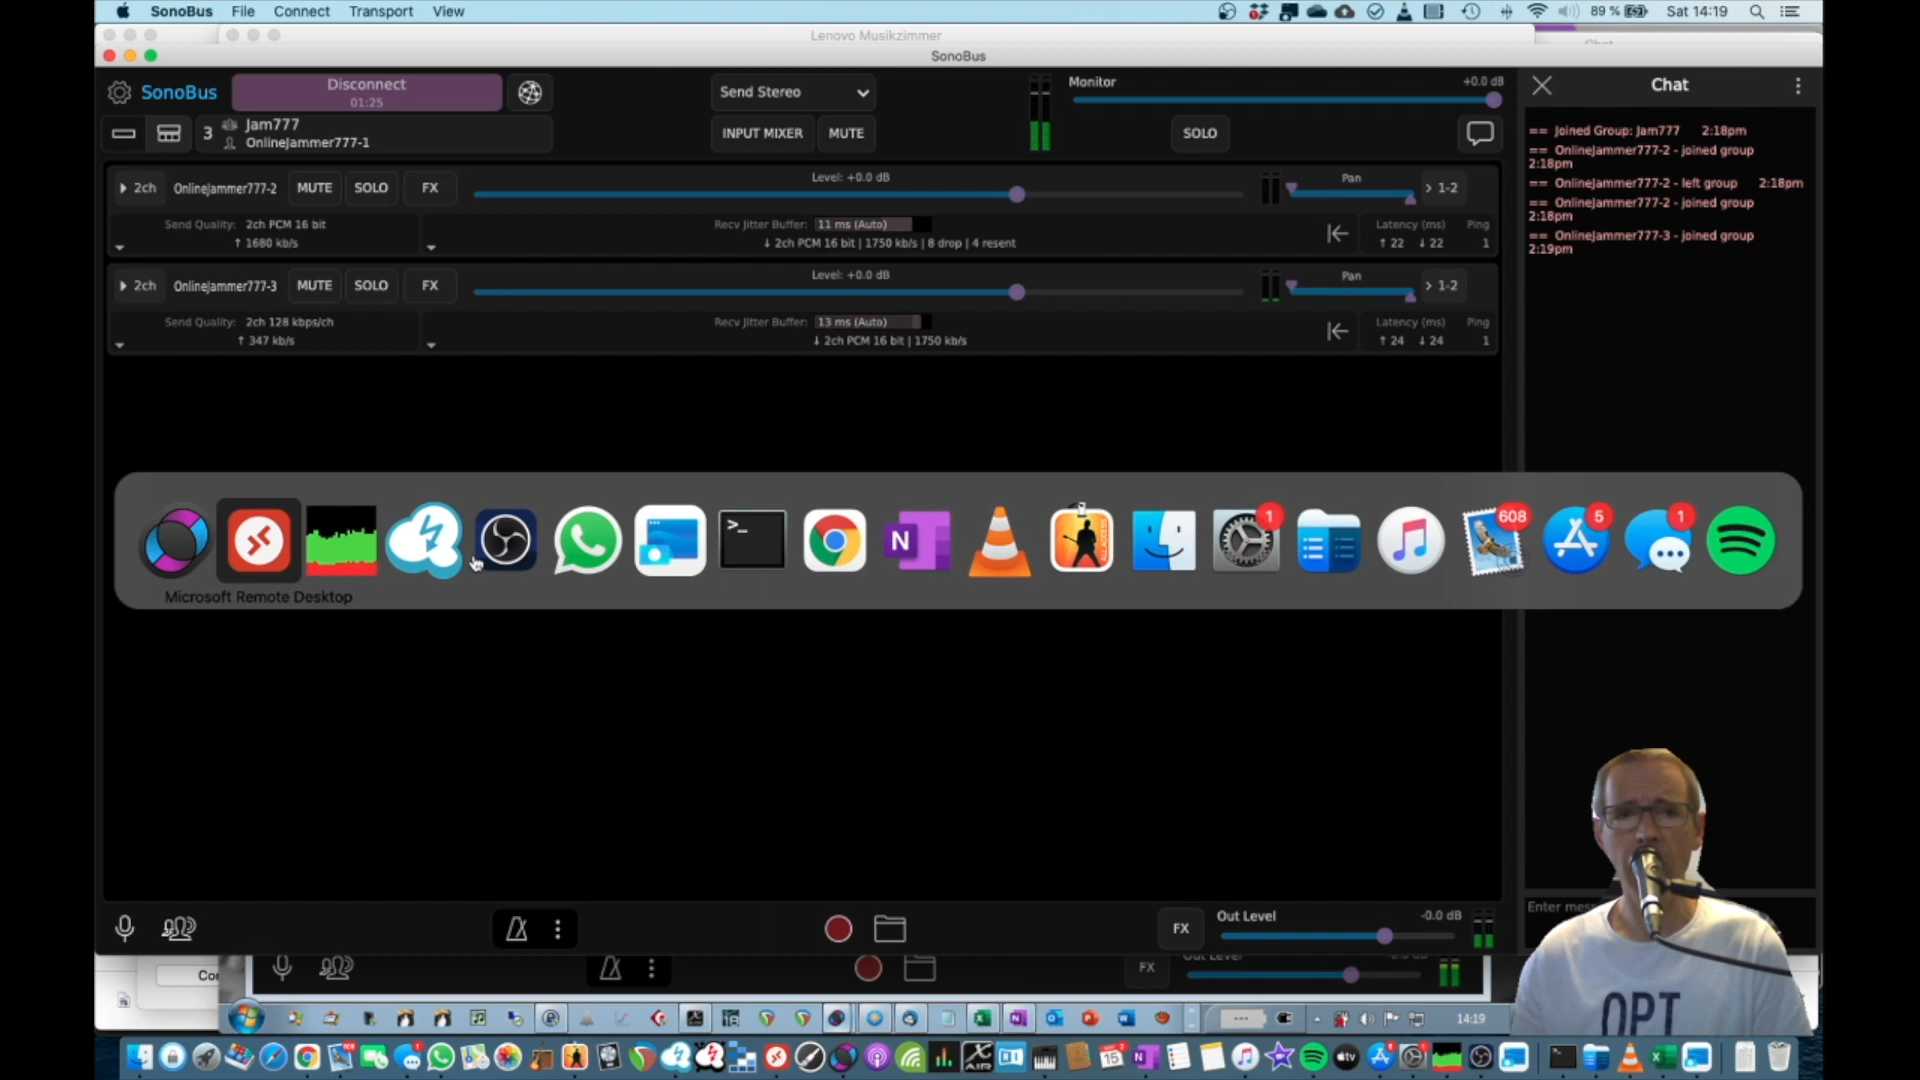 SonoBus File Connect Transport View
89 % Sat 14:19
Lenovo Musikzimmer
SonoBus
SonoBus
Disconnect
01:25
Send Stereo
Monitor
+0.0 dB
3 Jam777
OnlineJammer777-1
INPUT MIXER MUTE
SOLO
2ch OnlineJammer777-2 MUTE SOLO FX
Level: +0.0 dB
Pan
> 1-2
Send Quality: 2ch PCM 16 bit
↑ 1680 kb/s
Recv Jitter Buffer: 11 ms (Auto)
↓ 2ch PCM 16 bit | 1750 kb/s | 8 drop | 4 resent
Latency (ms) Ping
↑ 22 ↓ 22 1
2ch OnlineJammer777-3 MUTE SOLO FX
Level: +0.0 dB
Pan
> 1-2
Send Quality: 2ch 128 kbps/ch
↑ 347 kb/s
Recv Jitter Buffer: 13 ms (Auto)
↓ 2ch PCM 16 bit | 1750 kb/s
Latency (ms) Ping
↑ 24 ↓ 24 1
Chat
== Joined Group: Jam777 2:18pm
== OnlineJammer777-2 - joined group
2:18pm
== OnlineJammer777-2 - left group 2:18pm
== OnlineJammer777-2 - joined group
2:18pm
== OnlineJammer777-3 - joined group
2:19pm
N
1
608
5
1
Microsoft Remote Desktop
FX
Out Level
-0.0 dB
Enter
FX
14:19
OPT